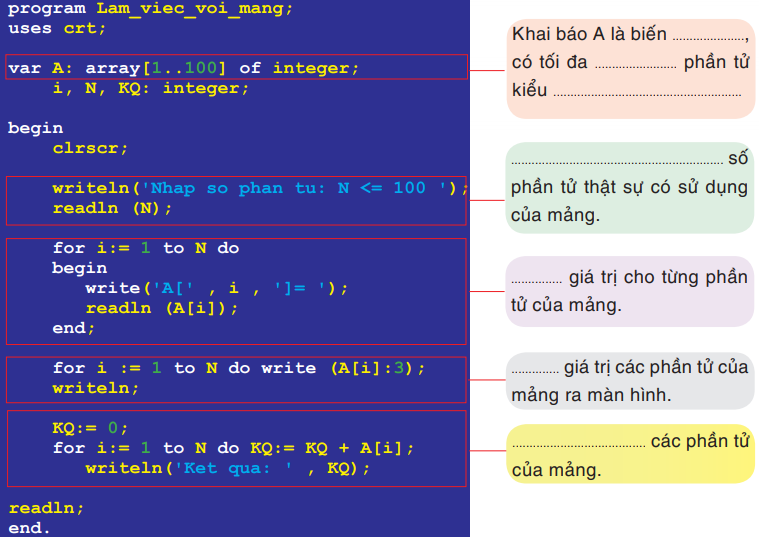 program Lam_viec_voi_mang;
uses crt;
var A: array[1..100] of integer;
i, N, KQ: integer;
begin
clrscr;
writeln('Nhap so phan tu: N <= 100 ');
readln (N);
for i:= 1 to N do
begin
write('A[' , i , ']= ');
readln (A[i]);
end;
for i := 1 to N do write (A[i]:3);
writeln;
KQ:= 0;
for i:= 1 to N do KQ:= KQ + A[i];
writeln('Ket qua: ' , KQ);
readln;
end.
Khai báo A là biến ....................,
có tối đa ....................... phần tử
kiểu .....................................................
............................................................ số
phần tử thật sự có sử dụng
của mảng.
............... giá trị cho từng phần
tử của mảng.
.............. giá trị các phần tử của
mảng ra màn hình.
...................................... các phần tử
của mảng.